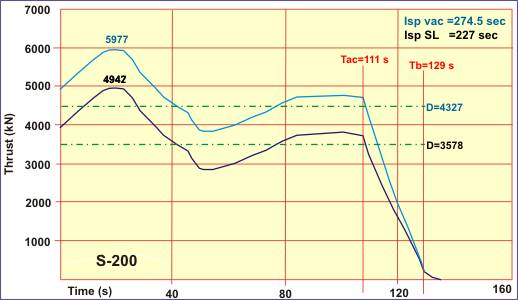 7000
Isp vac =274.5 sec
5977
Isp SL =227 sec
6000
Tac=111 s
Tb=129 s
4942
5000
D=4327
4000
D=3578
3000
2000
1000
S-200
Thrust (kN)
Time (s)
40
80
120
160